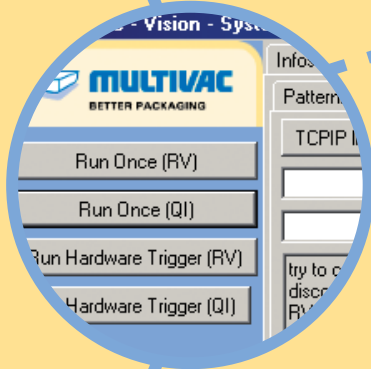 - Vision - Syst
MULTIVAC
BETTER PACKAGING
Run Once (RV)
Run Once (QI)
Run Hardware Trigger (RV)
Hardware Trigger (QI)
Infos
Pattern
TCPIP
try to c
disco
RV